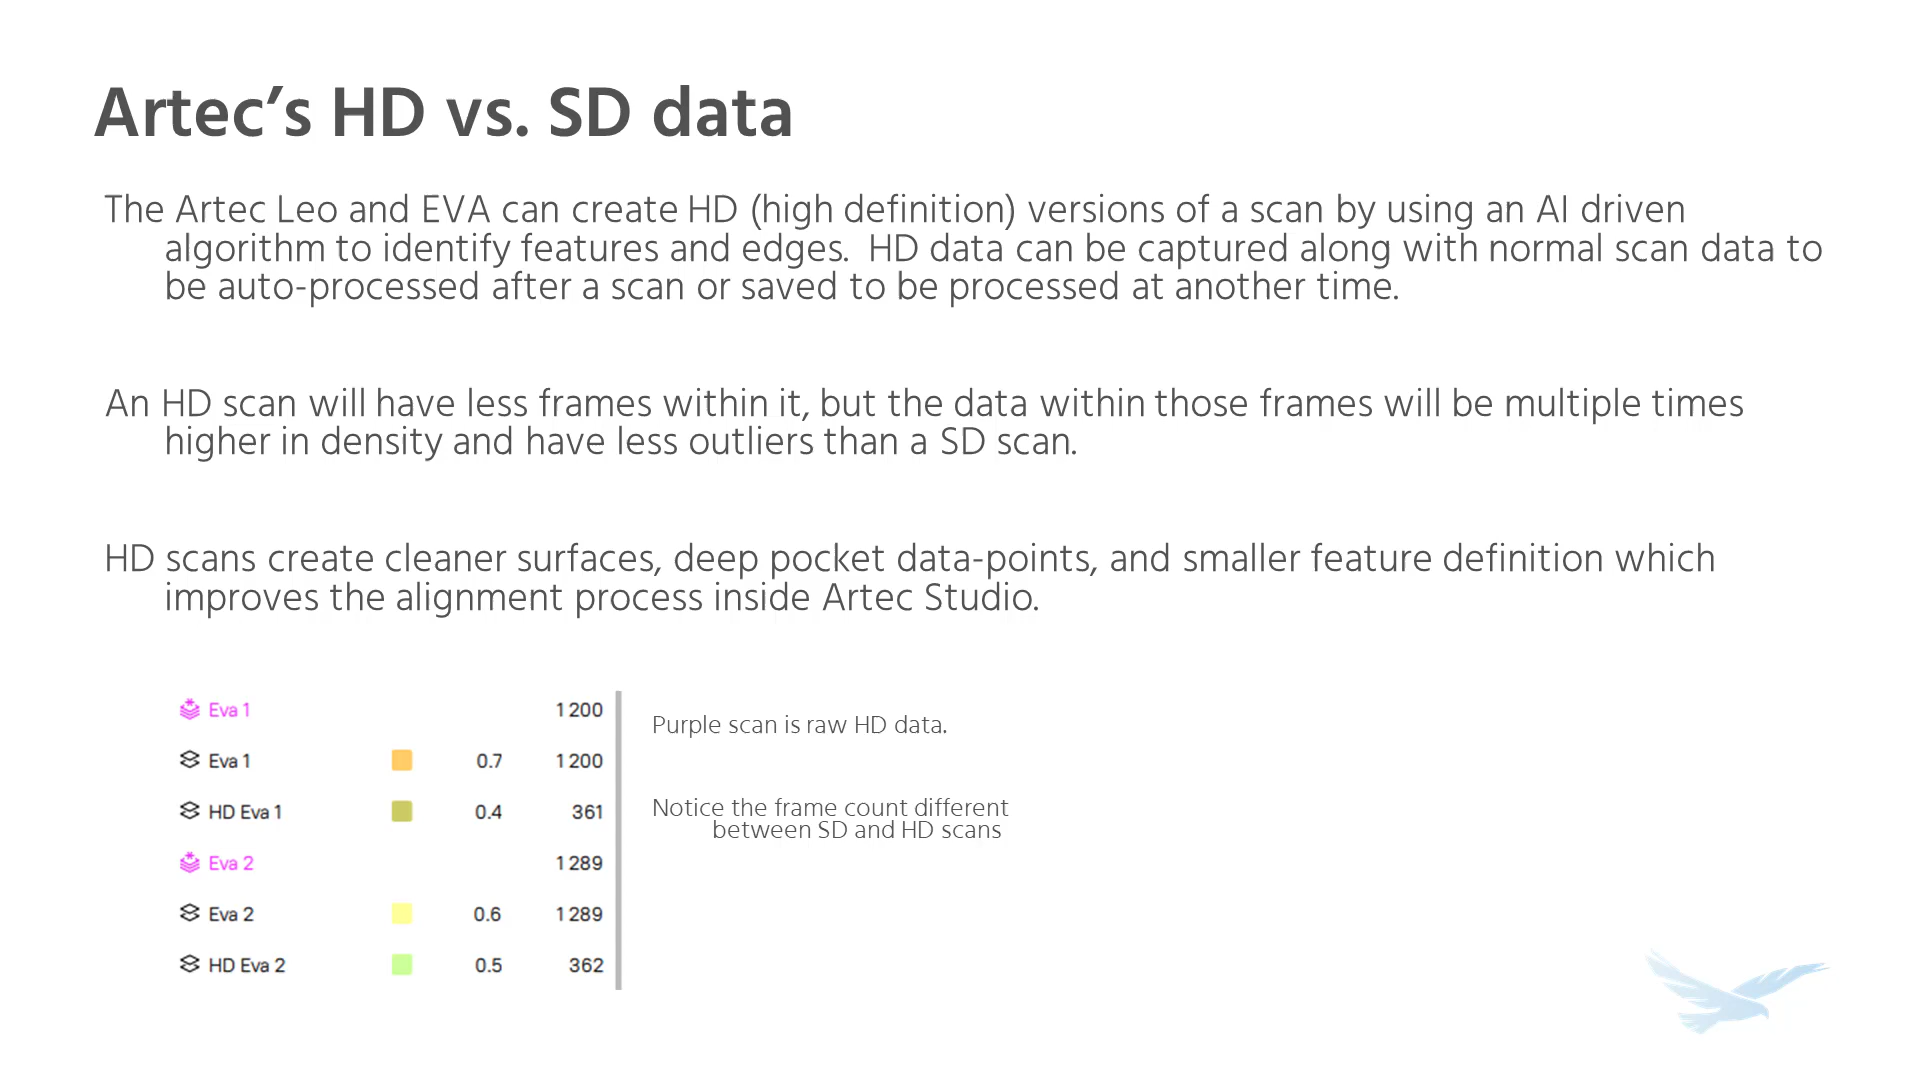 Artec’s HD vs. SD data
The Artec Leo and EVA can create HD (high definition) versions of a scan by using an AI driven
algorithm to identify features and edges.  HD data can be captured along with normal scan data to
be auto-processed after a scan or saved to be processed at another time.
An HD scan will have less frames within it, but the data within those frames will be multiple times
higher in density and have less outliers than a SD scan.
HD scans create cleaner surfaces, deep pocket data-points, and smaller feature definition which
improves the alignment process inside Artec Studio.
Eva 1 1 200
Eva 1 0.7 1 200
HD Eva 1 0.4 361
Eva 2 1 289
Eva 2 0.6 1 289
HD Eva 2 0.5 362
Purple scan is raw HD data.
Notice the frame count different
between SD and HD scans